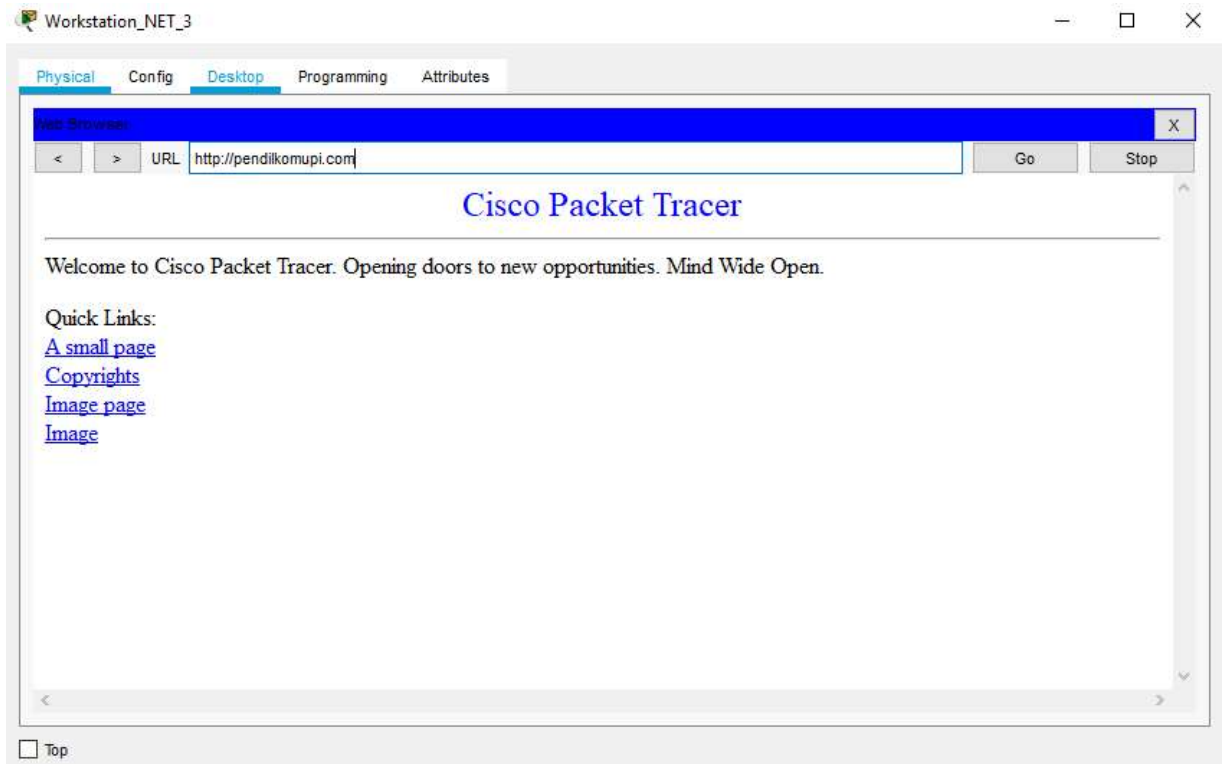 Workstation_NET_3
Physical Config Desktop Programming Attributes
Web Browser X
< > URL http://pendilkomupi.com Go Stop
Cisco Packet Tracer
Welcome to Cisco Packet Tracer. Opening doors to new opportunities. Mind Wide Open.
Quick Links:
A small page
Copyrights
Image page
Image
Top